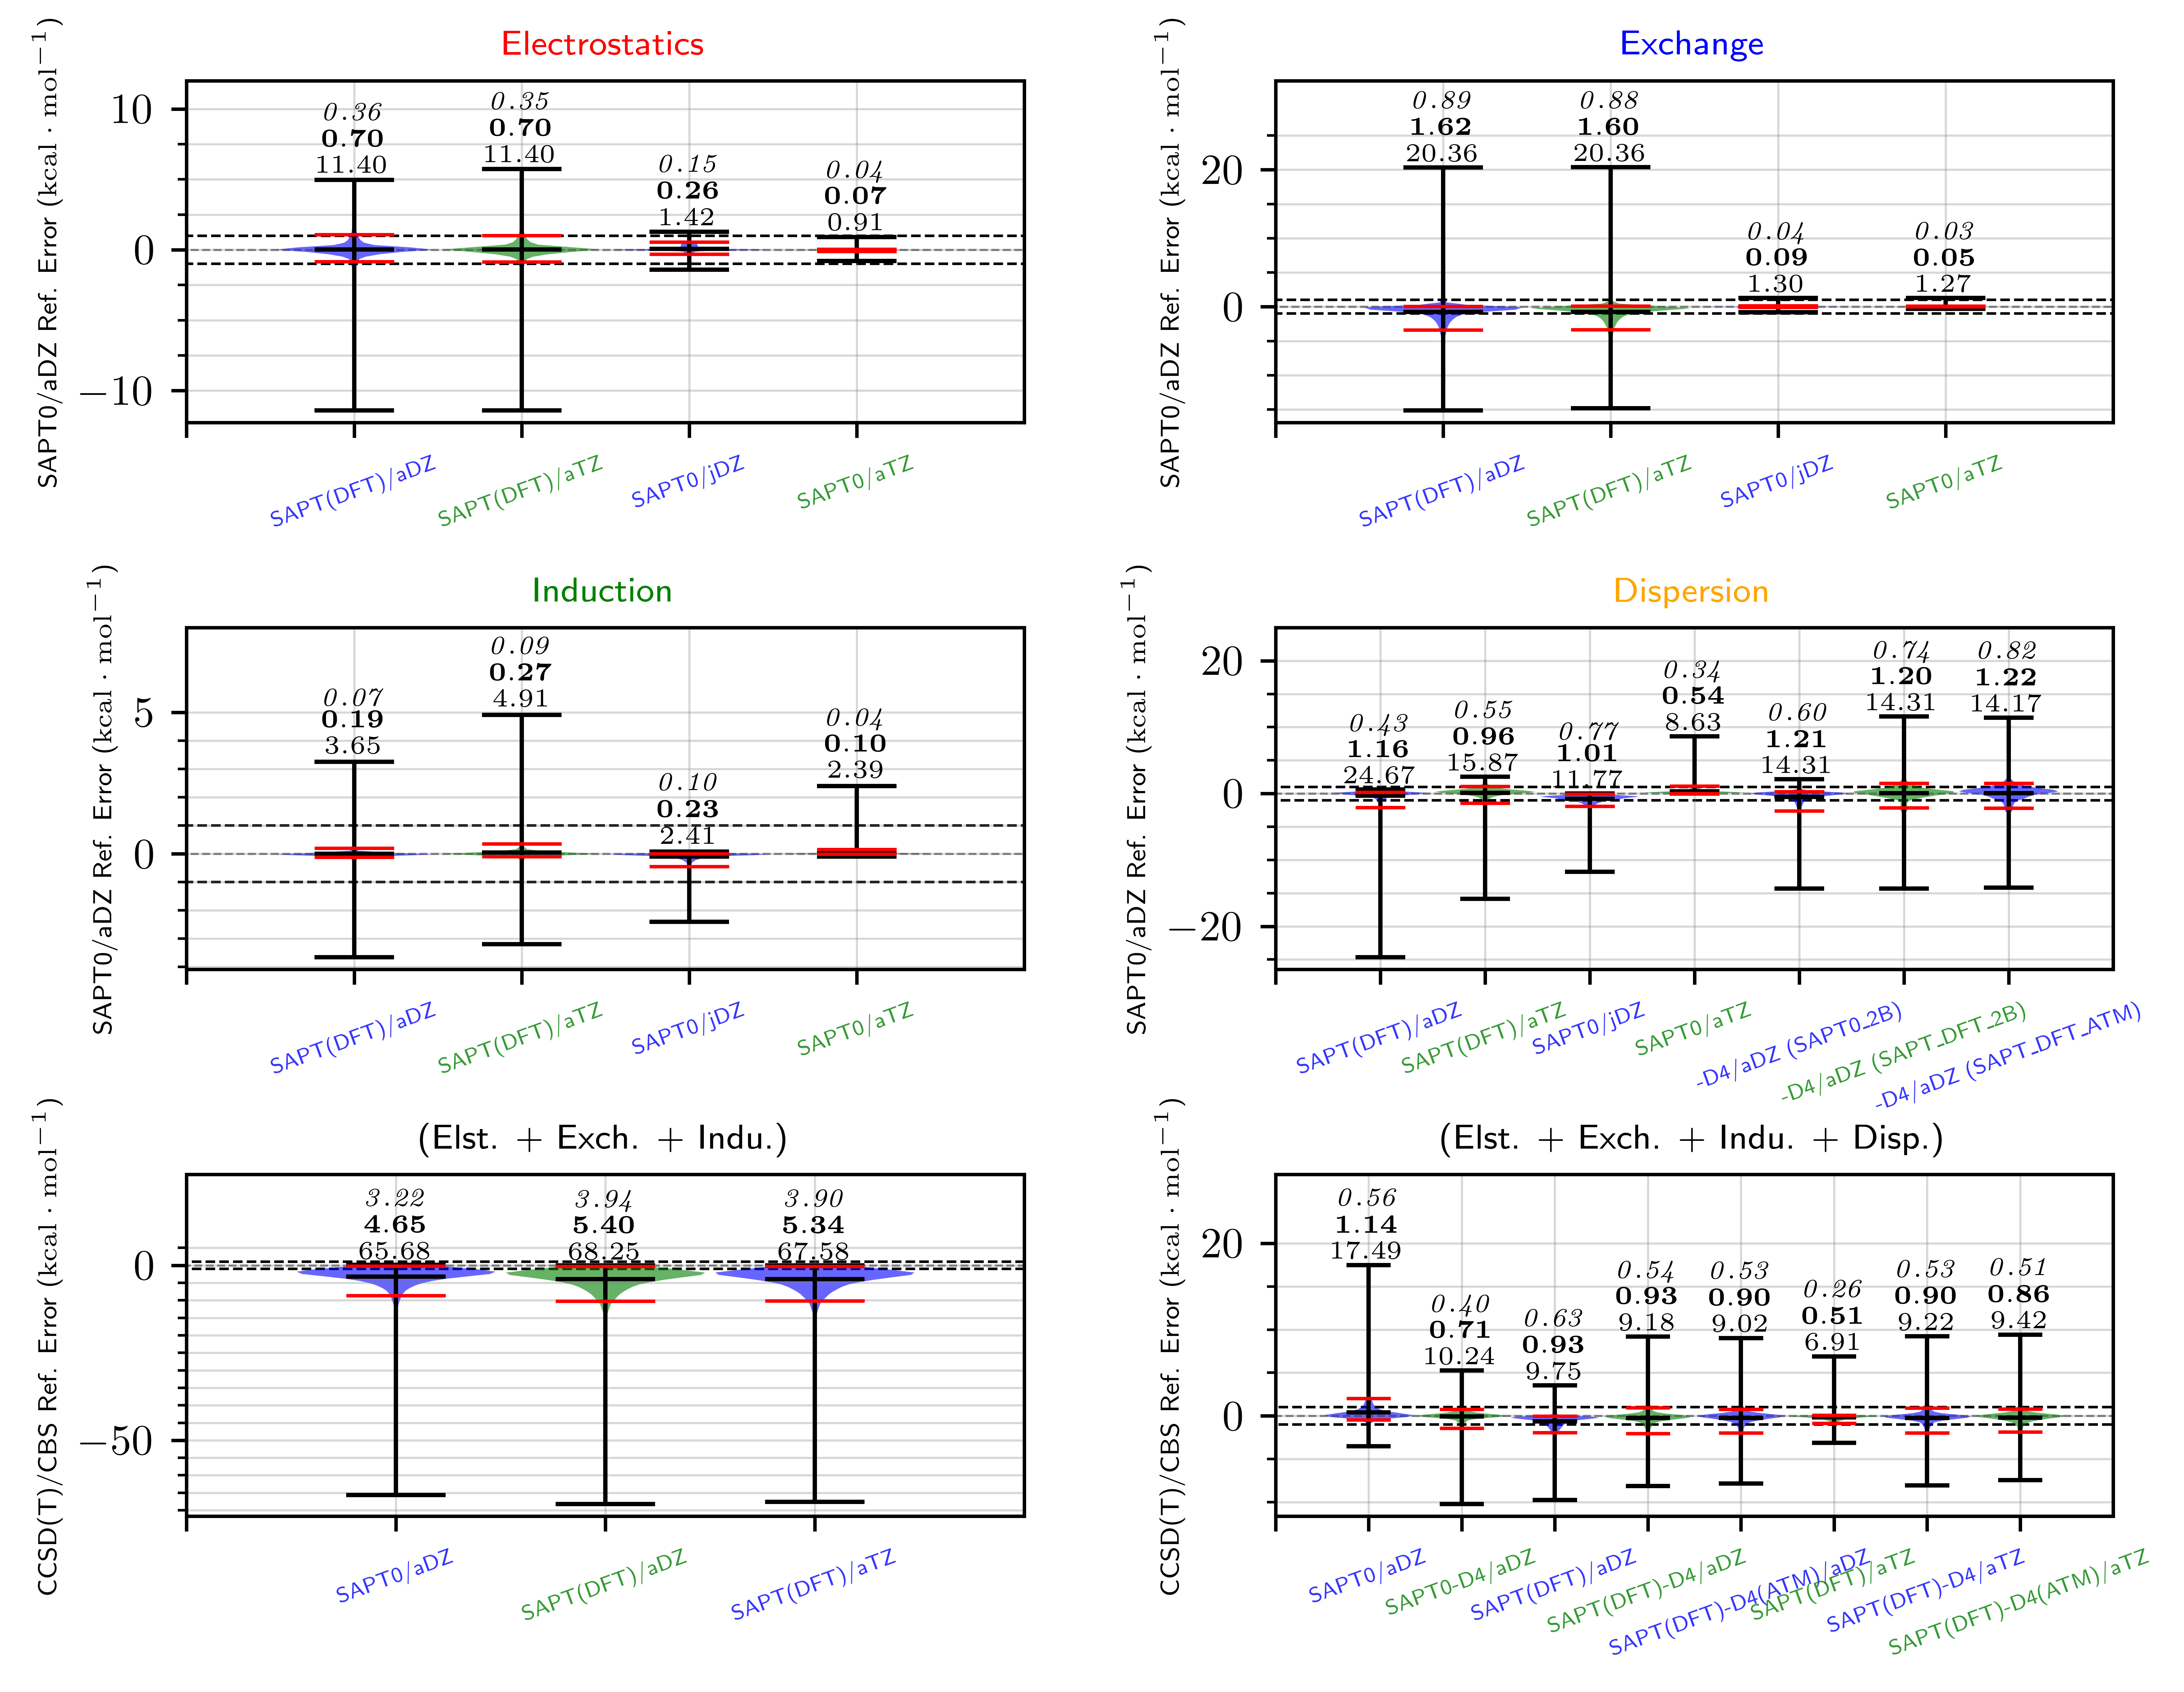 Electrostatics
SAPT0/aDZ Ref. Error (kcal · mol−1)
10
0
−10
0.36
0.70
11.40
0.35
0.70
11.40
0.15
0.26
1.42
0.04
0.07
0.91
SAPT(DFT)/aDZ
SAPT(DFT)/aTZ
SAPT0/jDZ
SAPT0/aTZ
Exchange
SAPT0/aDZ Ref. Error (kcal · mol−1)
20
0
0.89
1.62
20.36
0.88
1.60
20.36
0.04
0.09
1.30
0.03
0.05
1.27
SAPT(DFT)/aDZ
SAPT(DFT)/aTZ
SAPT0/jDZ
SAPT0/aTZ
Induction
SAPT0/aDZ Ref. Error (kcal · mol−1)
5
0
0.07
0.19
3.65
0.09
0.27
4.91
0.10
0.23
2.41
0.04
0.10
2.39
SAPT(DFT)/aDZ
SAPT(DFT)/aTZ
SAPT0/jDZ
SAPT0/aTZ
Dispersion
SAPT0/aDZ Ref. Error (kcal · mol−1)
20
0
−20
0.43
1.16
24.67
0.55
0.96
15.87
0.77
1.01
11.77
0.34
0.54
8.63
0.60
1.21
14.31
0.74
1.20
14.31
0.82
1.22
14.17
SAPT(DFT)/aDZ
SAPT(DFT)/aTZ
SAPT0/jDZ
SAPT0/aTZ
-D4/aDZ (SAPT0_2B)
-D4/aDZ (SAPT_DFT_2B)
-D4/aDZ (SAPT_DFT_ATM)
(Elst. + Exch. + Indu.)
CCSD(T)/CBS Ref. Error (kcal · mol−1)
0
−50
3.22
4.65
65.68
3.94
5.40
68.25
3.90
5.34
67.58
SAPT0/aDZ
SAPT(DFT)/aDZ
SAPT(DFT)/aTZ
(Elst. + Exch. + Indu. + Disp.)
CCSD(T)/CBS Ref. Error (kcal · mol−1)
20
0
0.56
1.14
17.49
0.40
0.71
10.24
0.63
0.93
9.75
0.54
0.93
9.18
0.53
0.90
9.02
0.26
0.51
6.91
0.53
0.90
9.22
0.51
0.86
9.42
SAPT0/aDZ
SAPT0-D4/aDZ
SAPT(DFT)/aDZ
SAPT(DFT)-D4/aDZ
SAPT(DFT)-D4(ATM)/aDZ
SAPT(DFT)/aTZ
SAPT(DFT)-D4/aTZ
SAPT(DFT)-D4(ATM)/aTZ